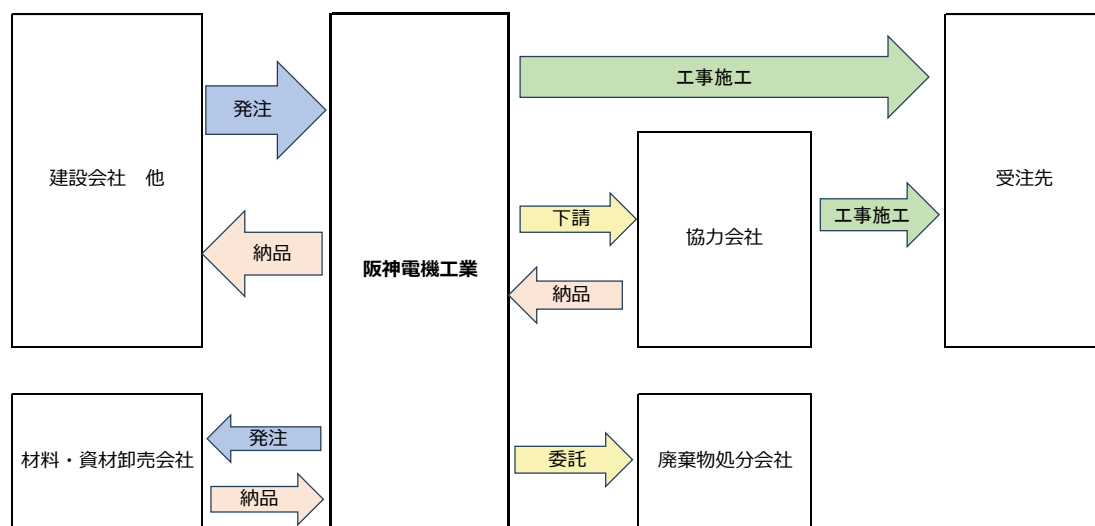 工事施工
発注
建設会社　他
受注先
下請
工事施工
協力会社
納品
阪神電機工業
納品
発注
材料・資材卸売会社
委託
廃棄物処分会社
納品